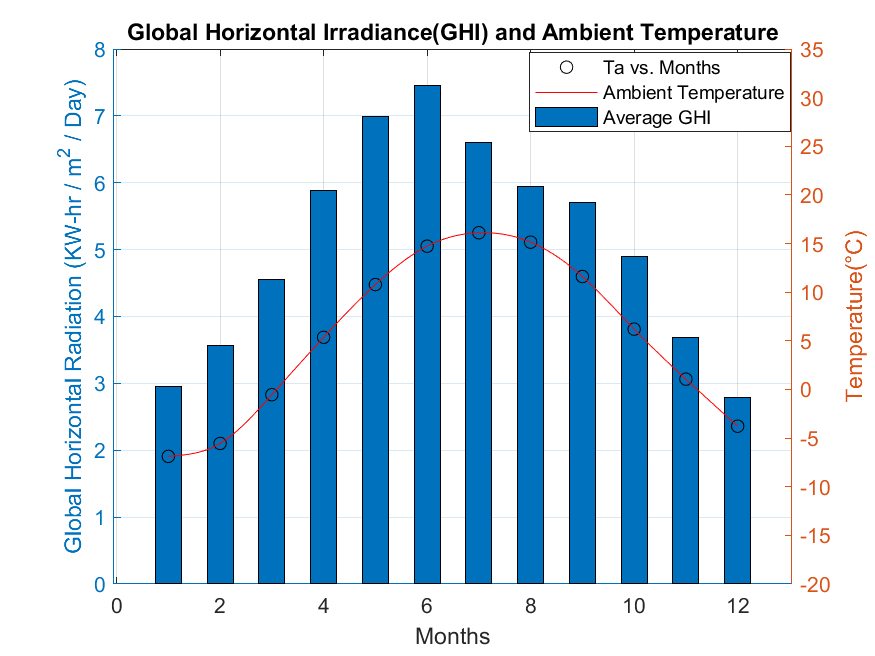 Global Horizontal Irradiance(GHI) and Ambient Temperature
Ta vs. Months
Ambient Temperature
Average GHI
Global Horizontal Radiation (KW-hr / m² / Day)
8
7
6
5
4
3
2
1
0
Temperature(°C)
35
30
25
20
15
10
5
0
-5
-10
-15
-20
0 2 4 6 8 10 12
Months